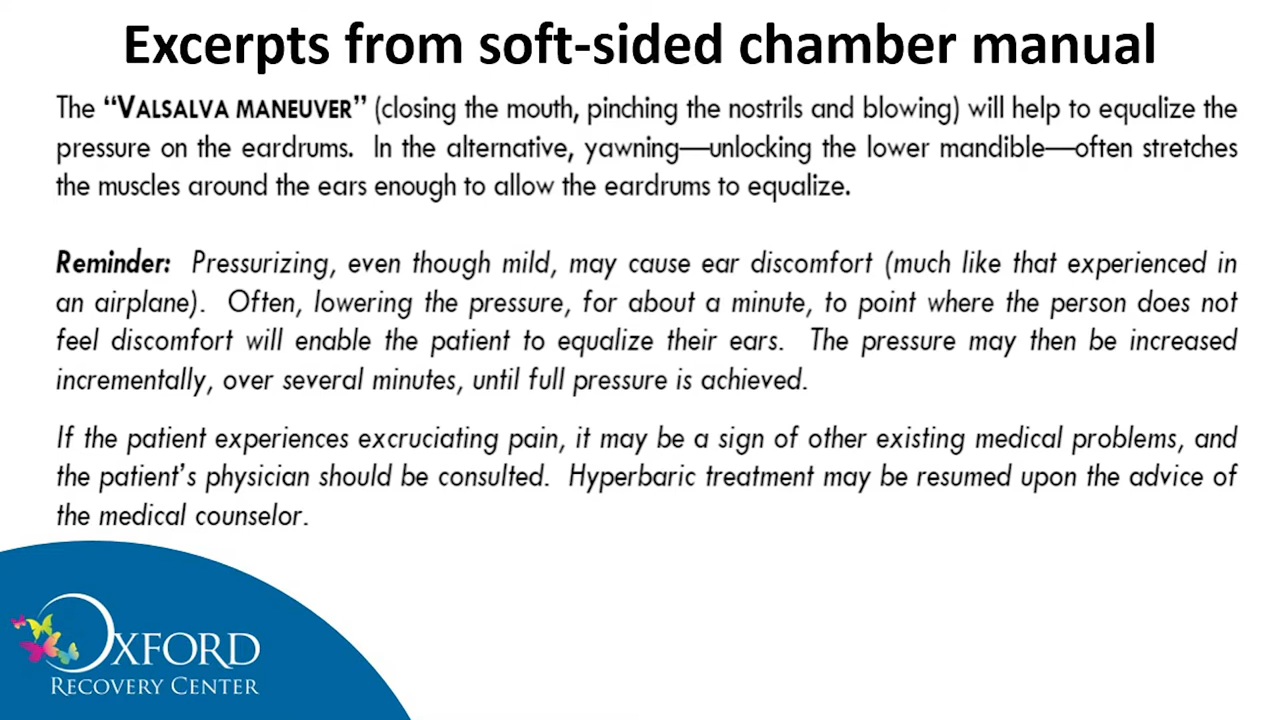 Excerpts from soft-sided chamber manual
The “VALSALVA MANEUVER” (closing the mouth, pinching the nostrils and blowing) will help to equalize the
pressure on the eardrums. In the alternative, yawning—unlocking the lower mandible—often stretches
the muscles around the ears enough to allow the eardrums to equalize.
Reminder: Pressurizing, even though mild, may cause ear discomfort (much like that experienced in
an airplane). Often, lowering the pressure, for about a minute, to point where the person does not
feel discomfort will enable the patient to equalize their ears. The pressure may then be increased
incrementally, over several minutes, until full pressure is achieved.
If the patient experiences excruciating pain, it may be a sign of other existing medical problems, and
the patient’s physician should be consulted. Hyperbaric treatment may be resumed upon the advice of
the medical counselor.
OXFORD
RECOVERY CENTER